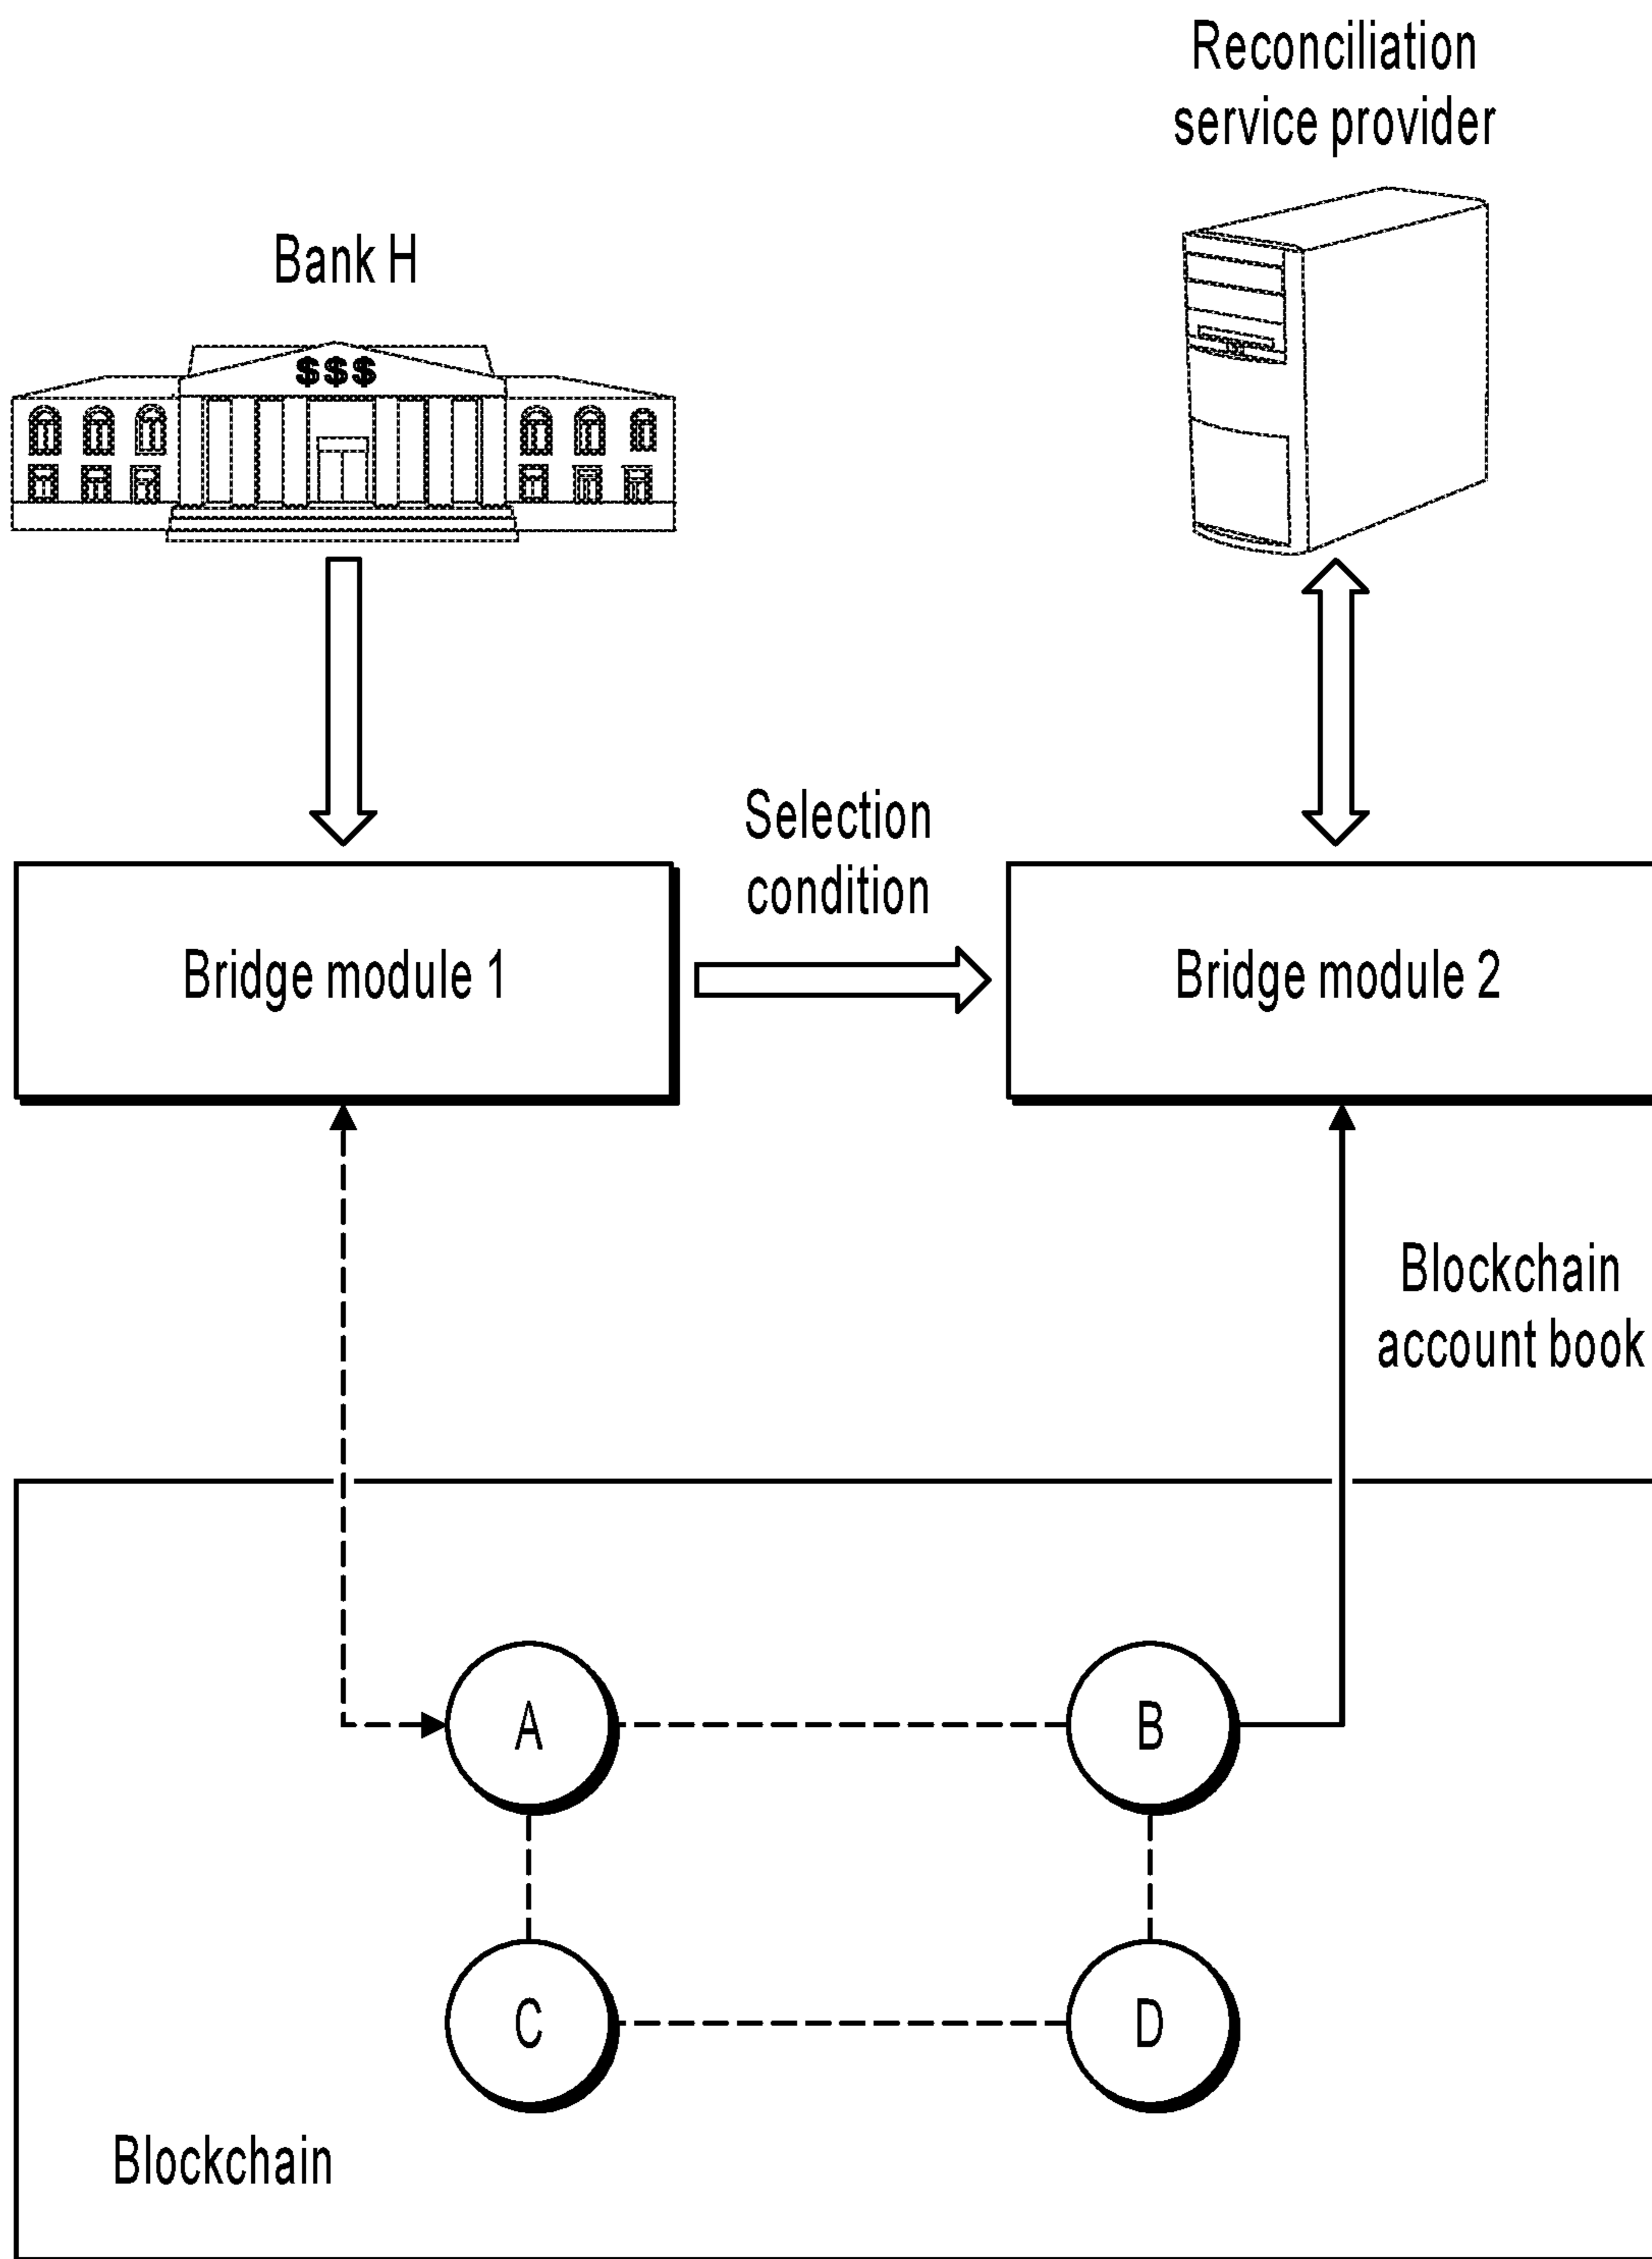 Reconciliation
service provider
Bank H
$$$
Selection
condition
Bridge module 1
Bridge module 2
Blockchain
account book
A
B
C
D
Blockchain